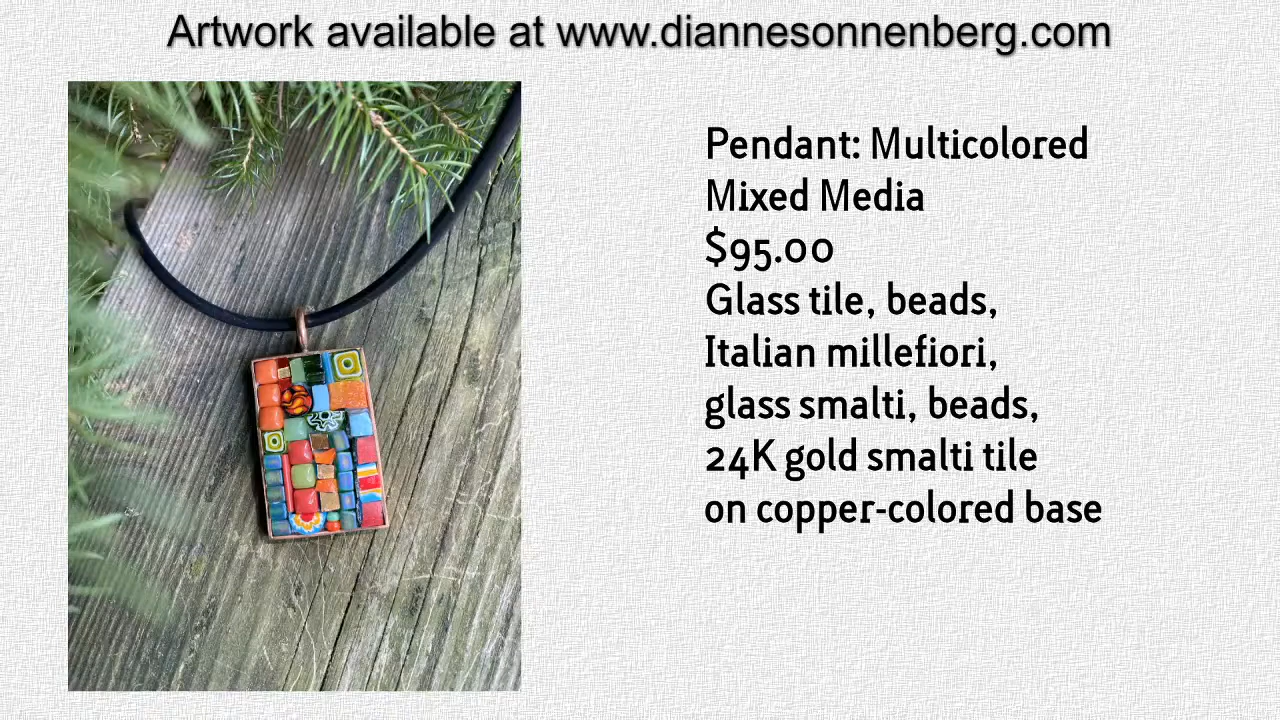 Artwork available at www.diannesonnenberg.com
Pendant: Multicolored
Mixed Media
$95.00
Glass tile, beads,
Italian millefiori,
glass smalti, beads,
24K gold smalti tile
on copper-colored base